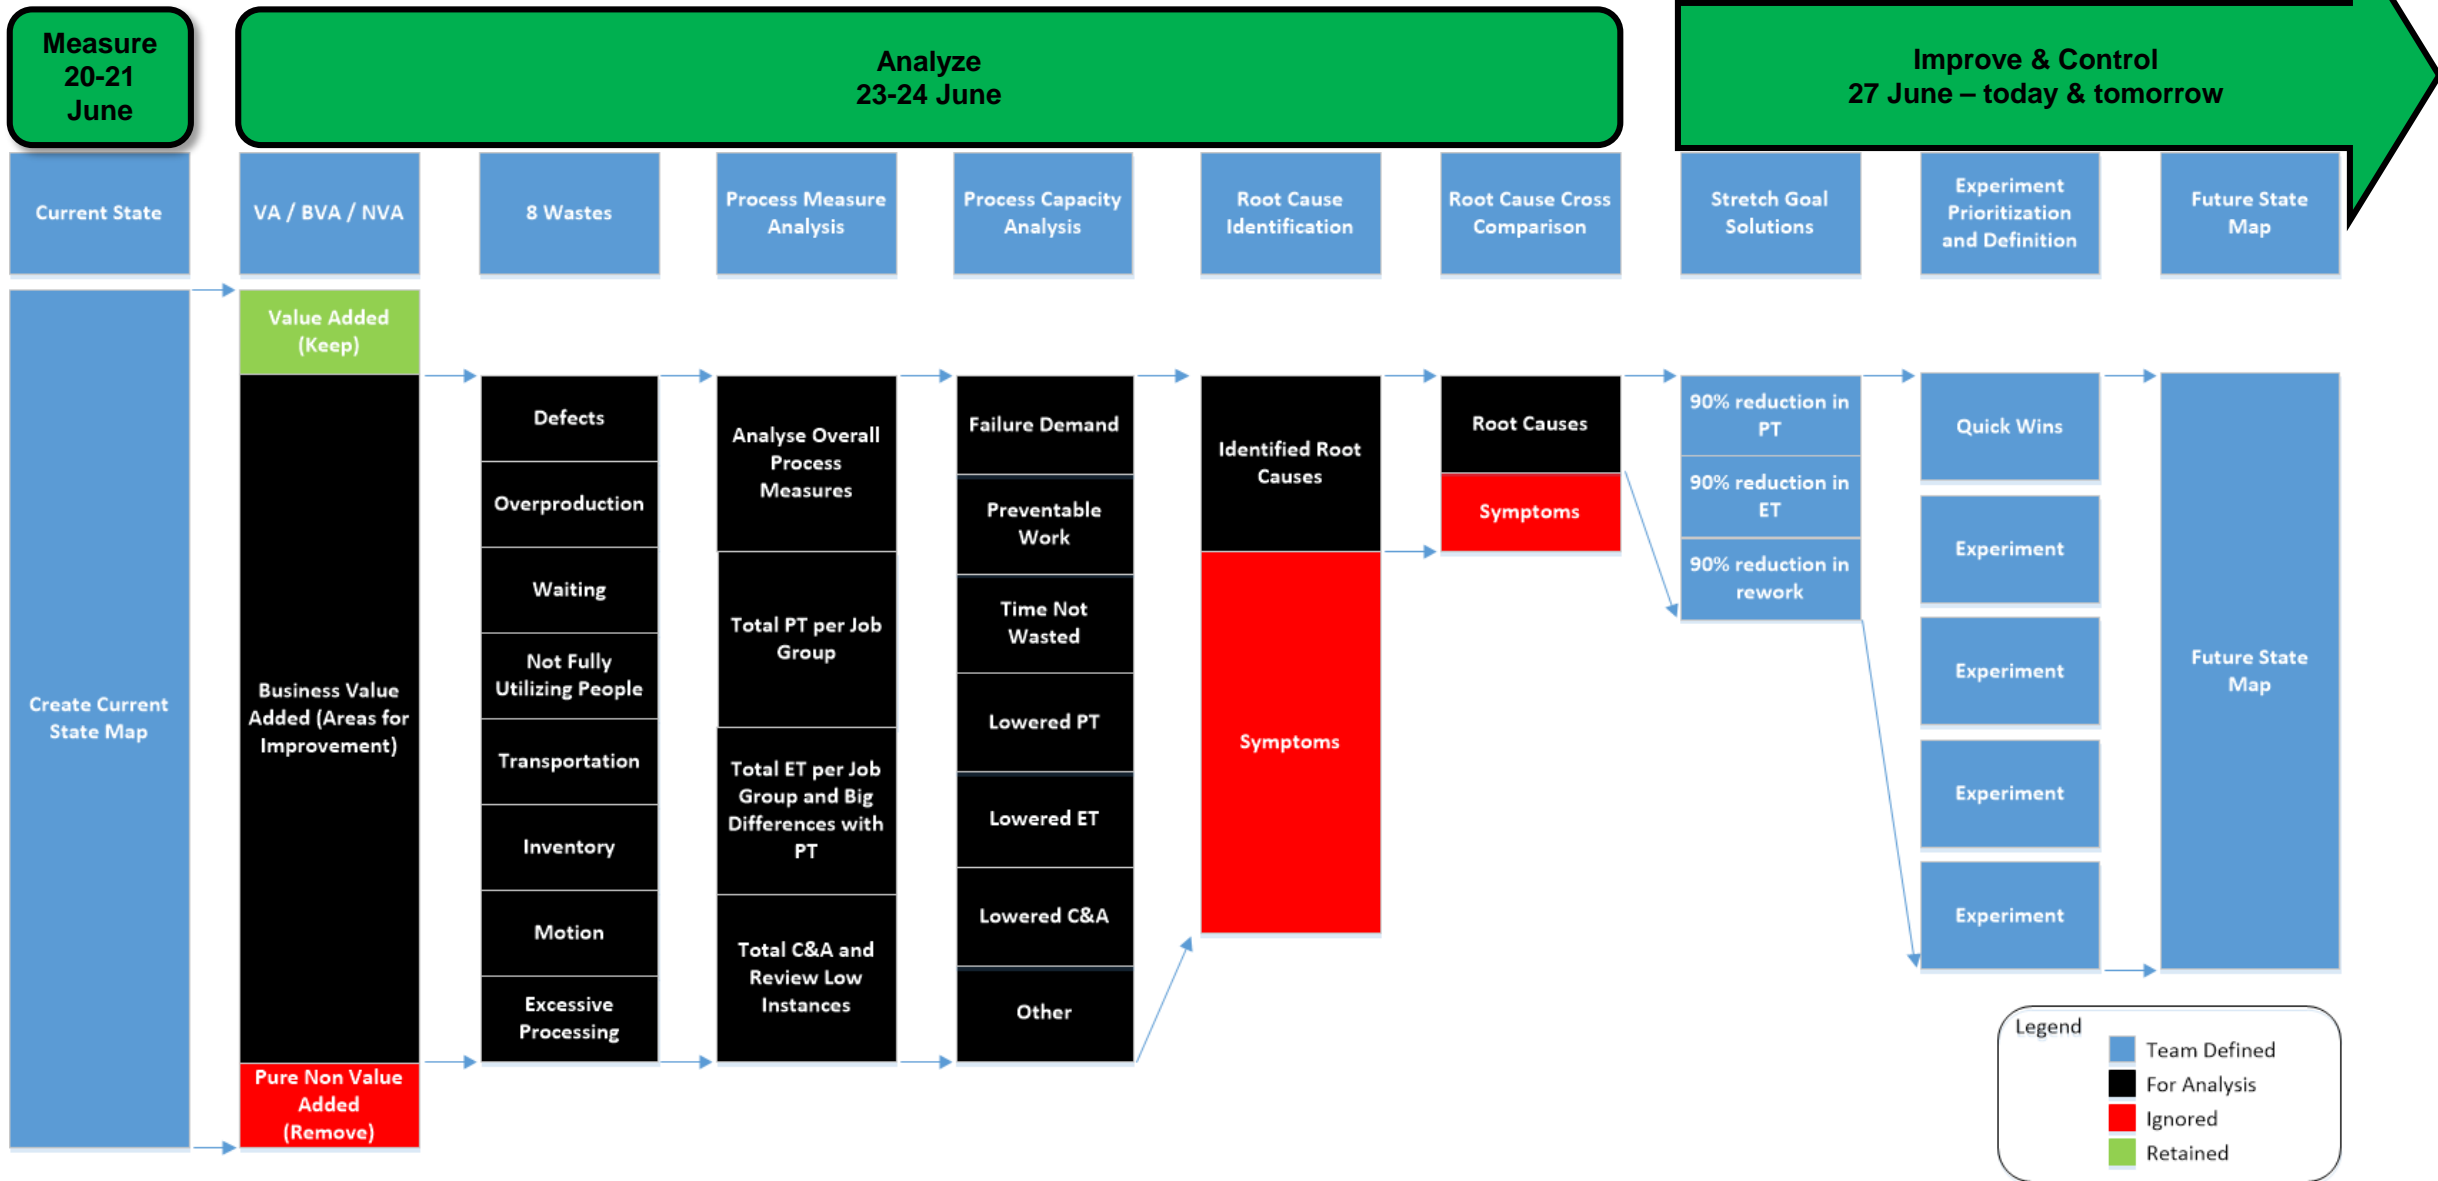 Measure
20-21
June
Analyze
23-24 June
Improve & Control
27 June – today & tomorrow
Current State
VA / BVA / NVA
8 Wastes
Process Measure
Analysis
Process Capacity
Analysis
Root Cause
Identification
Root Cause Cross
Comparison
Stretch Goal
Solutions
Experiment
Prioritization
and Definition
Future State
Map
Create Current
State Map
Value Added
(Keep)
Business Value
Added (Areas for
Improvement)
Pure Non Value
Added
(Remove)
Defects
Overproduction
Waiting
Not Fully
Utilizing People
Transportation
Inventory
Motion
Excessive
Processing
Analyse Overall
Process
Measures
Total PT per Job
Group
Total ET per Job
Group and Big
Differences with
PT
Total C&A and
Review Low
Instances
Failure Demand
Preventable
Work
Time Not
Wasted
Lowered PT
Lowered ET
Lowered C&A
Other
Identified Root
Causes
Symptoms
Root Causes
Symptoms
90% reduction in
PT
90% reduction in
ET
90% reduction in
rework
Quick Wins
Experiment
Experiment
Experiment
Experiment
Future State
Map
Legend
Team Defined
For Analysis
Ignored
Retained